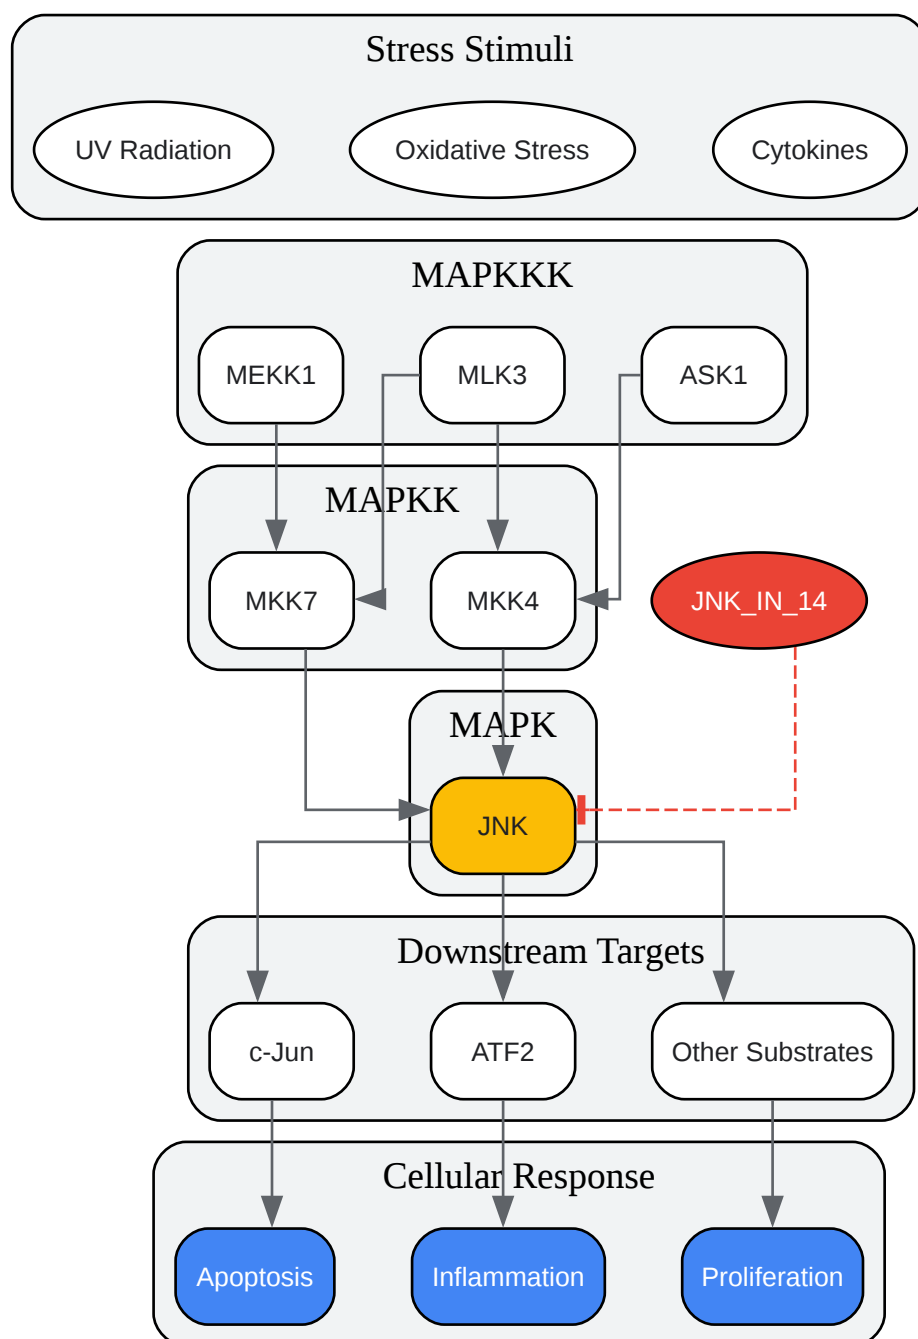 Stress Stimuli
UV Radiation
Oxidative Stress
Cytokines
MAPKKK
MEKK1
MLK3
ASK1
MAPKK
MKK7
MKK4
JNK_IN_14
MAPK
JNK
Downstream Targets
c-Jun
ATF2
Other Substrates
Cellular Response
Apoptosis
Inflammation
Proliferation